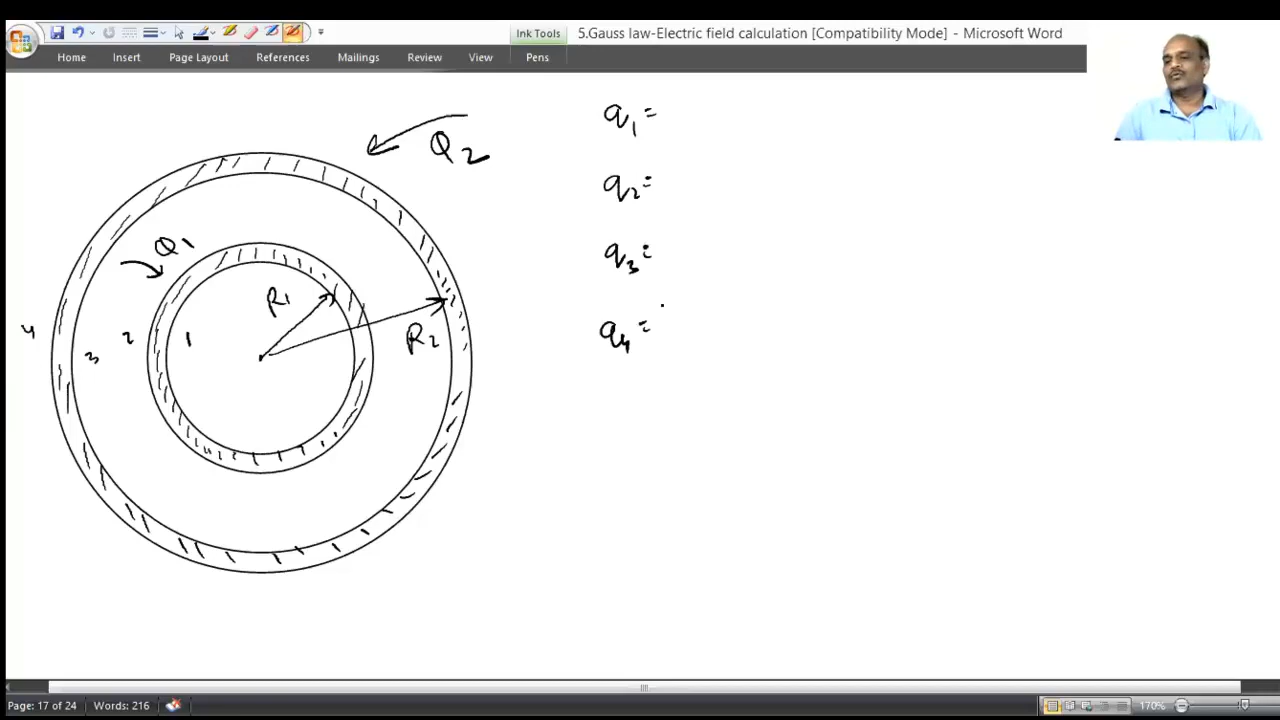 Ink Tools
5.Gauss law-Electric field calculation [Compatibility Mode] - Microsoft Word
Home Insert Page Layout References Mailings Review View Pens
q1=
Q2
q2=
Q1
q3=
R1
q4=
R2
4 3 2 1
Page: 17 of 24 Words: 216 170%